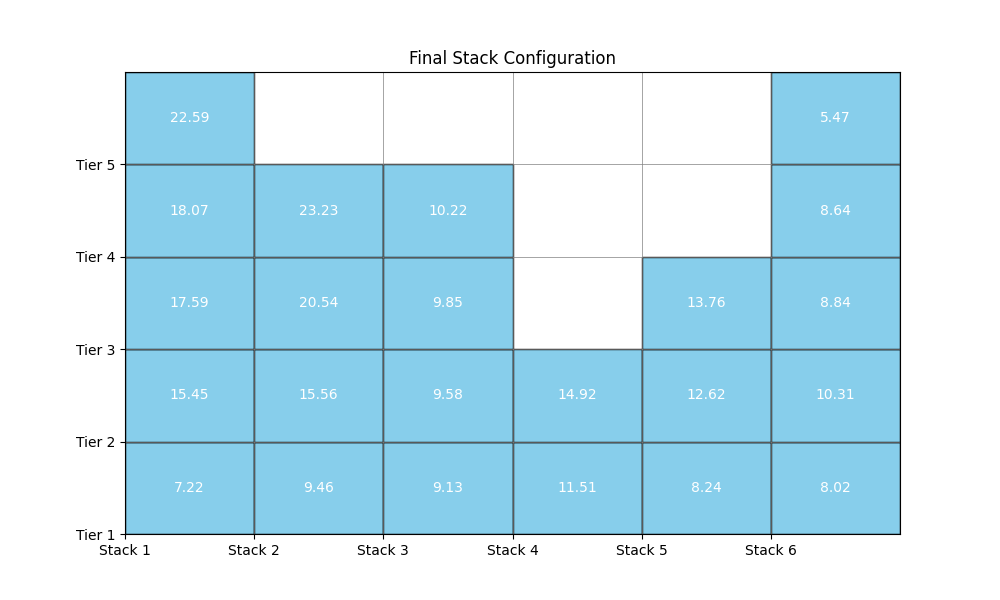 Final Stack Configuration
22.59 5.47
Tier 5
18.07 23.23 10.22 8.64
Tier 4
17.59 20.54 9.85 13.76 8.84
Tier 3
15.45 15.56 9.58 14.92 12.62 10.31
Tier 2
7.22 9.46 9.13 11.51 8.24 8.02
Tier 1
Stack 1 Stack 2 Stack 3 Stack 4 Stack 5 Stack 6